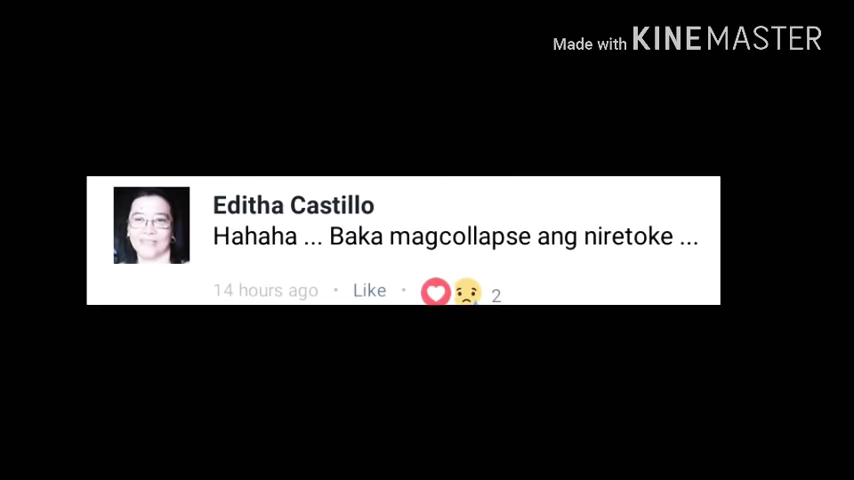 Made with KINEMASTER
Editha Castillo
Hahaha ... Baka magcollapse ang niretoke ...
14 hours ago • Like • 2